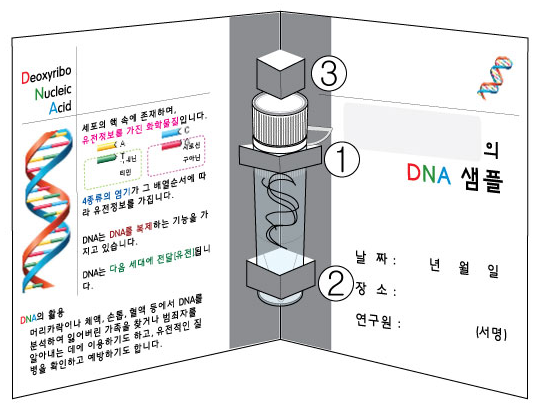 Deoxyribo
Nucleic
Acid
세포의 핵 속에 존재하며,
유전정보를 가진 화학물질입니다.
A
T
C
티민
구아닌
4종류의 염기가 그 배열순서에 따
라 유전정보를 가집니다.
DNA는 DNA를 복제하는 기능을 가
지고 있습니다.
DNA는 다음 세대에 전달(유전)됩니
다.
DNA의 활용
머리카락이나 체액, 손톱, 혈액 등에서 DNA를
분석하여 잃어버린 가족을 찾거나 범죄자를
알아내는 데에 이용하기도 하고, 유전적인 질
병을 확인하고 예방하기도 합니다.
③
①
②
의
DNA 샘플
날 짜 : 년 월 일
장 소 :
연구원 : (서명)